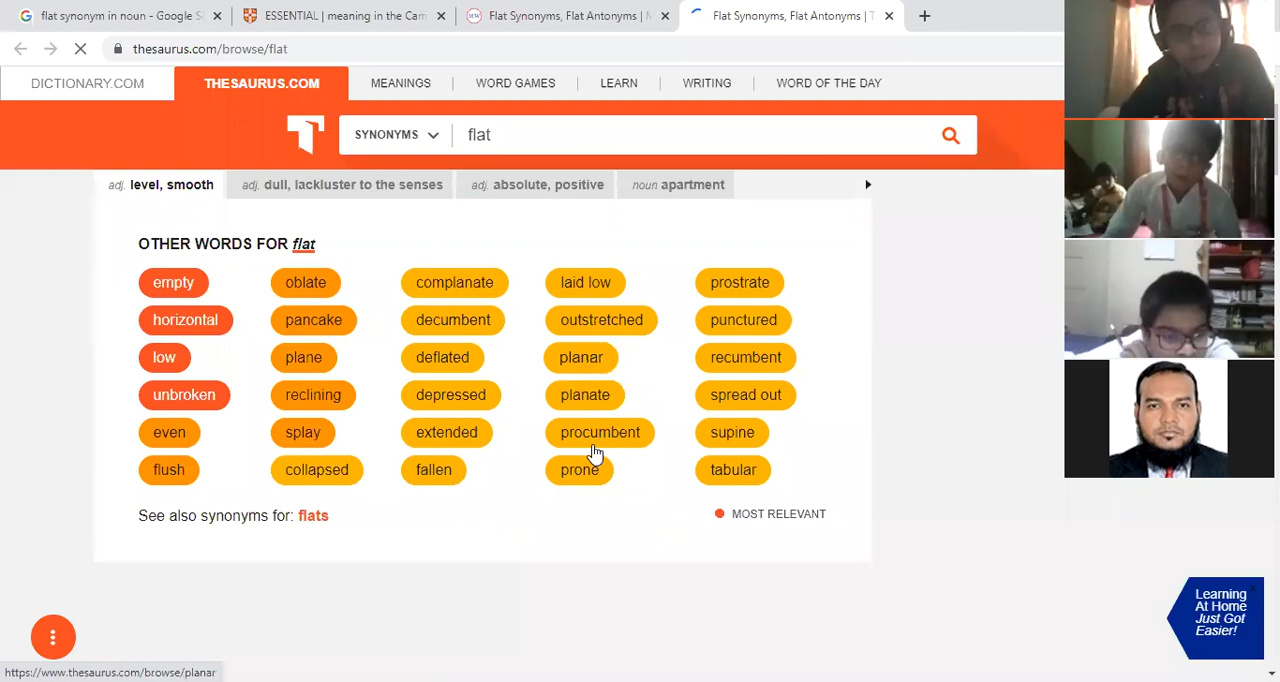 flat synonym in noun - Google S
ESSENTIAL | meaning in the Cam
Flat Synonyms, Flat Antonyms |
Flat Synonyms, Flat Antonyms | T
thesaurus.com/browse/flat
DICTIONARY.COM
THESAURUS.COM
MEANINGS
WORD GAMES
LEARN
WRITING
WORD OF THE DAY
SYNONYMS
flat
adj. level, smooth
adj. dull, lackluster to the senses
adj. absolute, positive
noun apartment
OTHER WORDS FOR flat
empty oblate complanate laid low prostrate
horizontal pancake decumbent outstretched punctured
low plane deflated planar recumbent
unbroken reclining depressed planate spread out
even splay extended procumbent supine
flush collapsed fallen prone tabular
See also synonyms for: flats
MOST RELEVANT
Learning
At Home
Just Got
Easier!
https://www.thesaurus.com/browse/planar